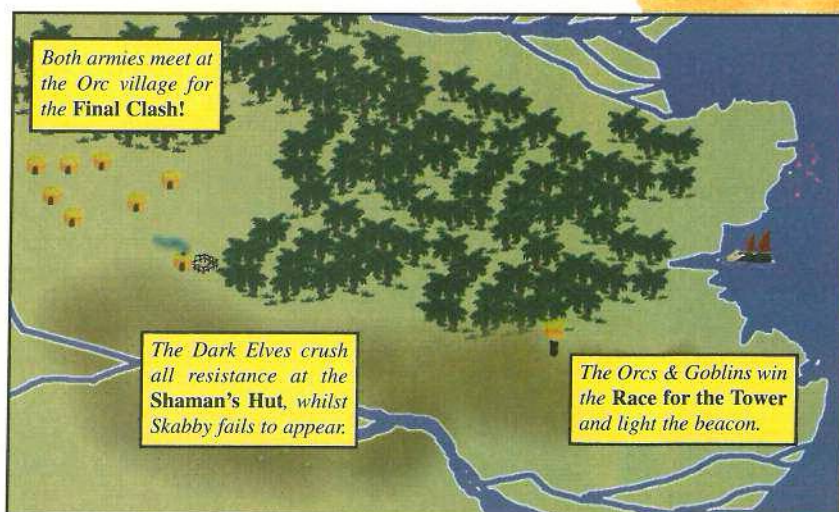 Both armies meet at
the Orc village for
the Final Clash!
The Dark Elves crush
all resistance at the
Shaman's Hut, whilst
Skabby fails to appear.
The Orcs & Goblins win
the Race for the Tower
and light the beacon.